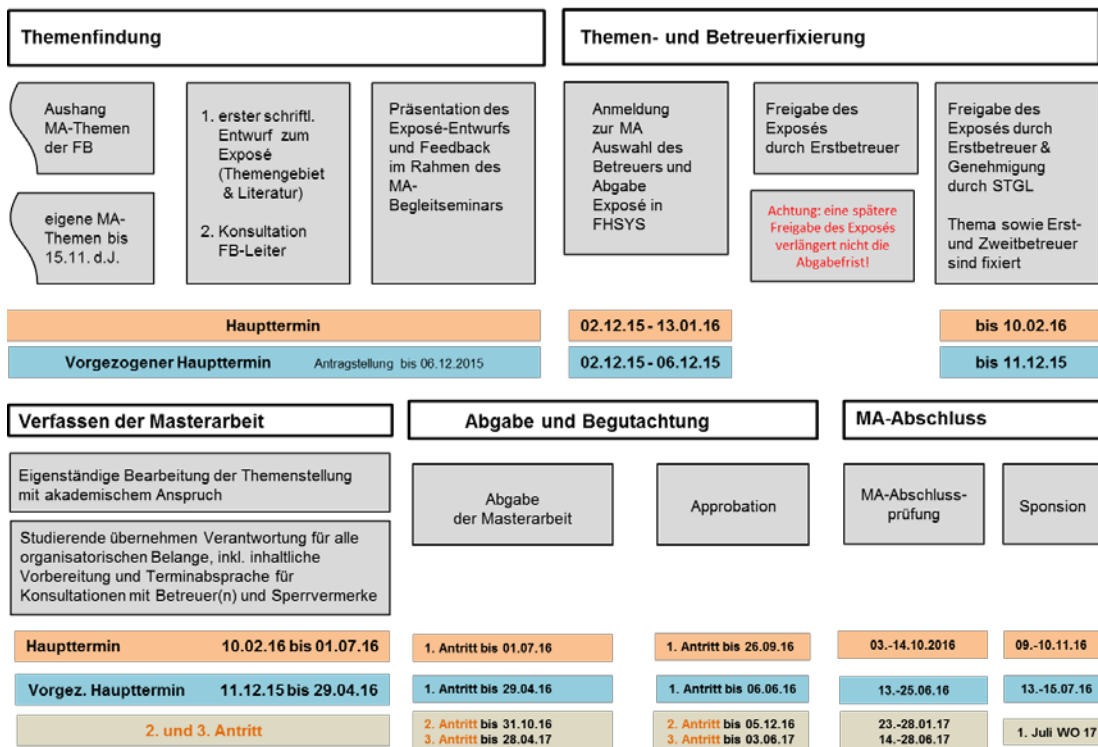 Themenfindung
Themen- und Betreuerfixierung
Aushang
MA-Themen
der FB
eigene MA-
Themen bis
15.11. d.J.
1. erster schriftl.
Entwurf zum
Exposé
(Themengebiet
& Literatur)
2. Konsultation
FB-Leiter
Präsentation des
Exposé-Entwurfs
und Feedback
im Rahmen des
MA-
Begleitseminars
Anmeldung
zur MA
Auswahl des
Betreuers und
Abgabe
Exposé in
FHSYS
Freigabe des
Exposés
durch Erstbetreuer
Achtung: eine spätere
Freigabe des Exposés
verlängert nicht die
Abgabefrist!
Freigabe des
Exposés durch
Erstbetreuer &
Genehmigung
durch STGL
Thema sowie Erst-
und Zweitbetreuer
sind fixiert
Haupttermin 02.12.15 - 13.01.16 bis 10.02.16
Vorgezogener Haupttermin Antragstellung bis 06.12.2015 02.12.15 - 06.12.15 bis 11.12.15
Verfassen der Masterarbeit
Abgabe und Begutachtung
MA-Abschluss
Eigenständige Bearbeitung der Themenstellung
mit akademischem Anspruch
Studierende übernehmen Verantwortung für alle
organisatorischen Belange, inkl. inhaltliche
Vorbereitung und Terminabsprache für
Konsultationen mit Betreuer(n) und Sperrvermerke
Abgabe
der Masterarbeit
Approbation
MA-Abschluss-
prüfung
Sponsion
Haupttermin 10.02.16 bis 01.07.16 1. Antritt bis 01.07.16 1. Antritt bis 26.09.16 03.-14.10.2016 09.-10.11.16
Vorgez. Haupttermin 11.12.15 bis 29.04.16 1. Antritt bis 29.04.16 1. Antritt bis 06.06.16 13.-25.06.16 13.-15.07.16
2. und 3. Antritt
2. Antritt bis 31.10.16
3. Antritt bis 28.04.17
2. Antritt bis 05.12.16
3. Antritt bis 03.06.17
23.-28.01.17
14.-28.06.17
1. Juli WO 17